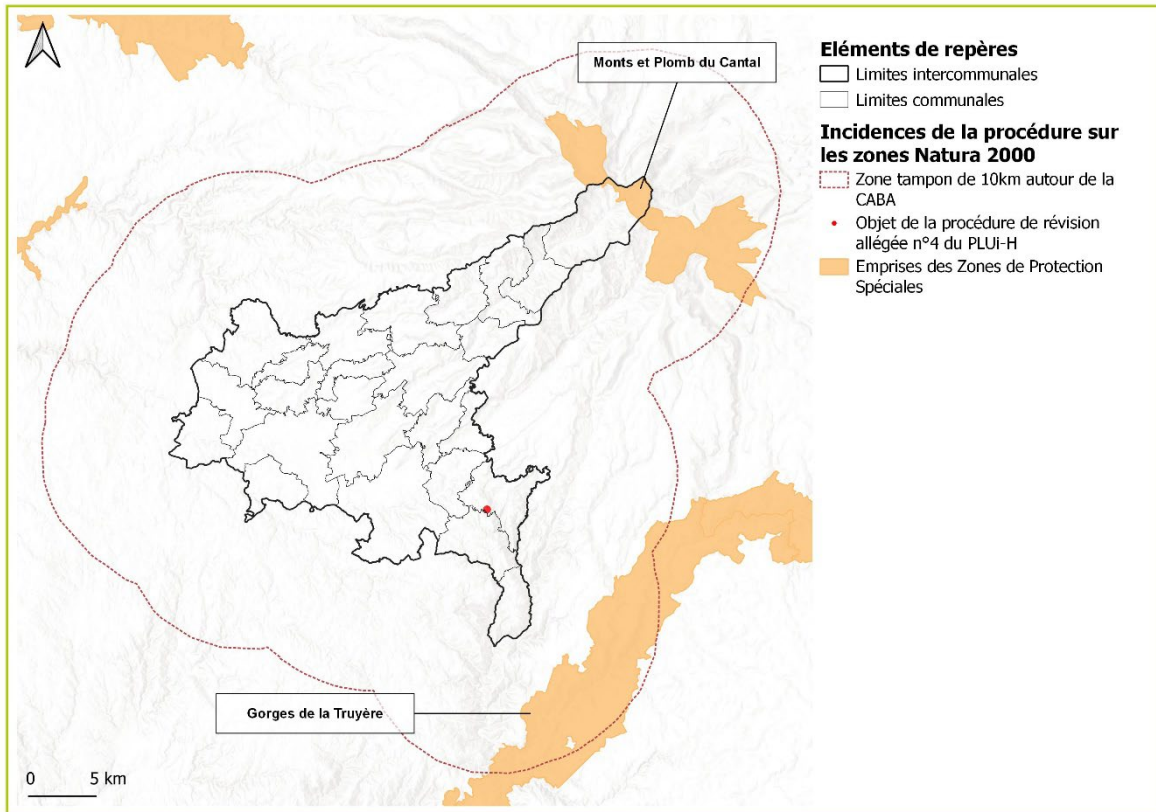 Monts et Plomb du Cantal
Gorges de la Truyère
0 5 km
Eléments de repères
Limites intercommunales
Limites communales
Incidences de la procédure sur
les zones Natura 2000
Zone tampon de 10km autour de la
CABA
Objet de la procédure de révision
allégée n°4 du PLUi-H
Emprises des Zones de Protection
Spéciales